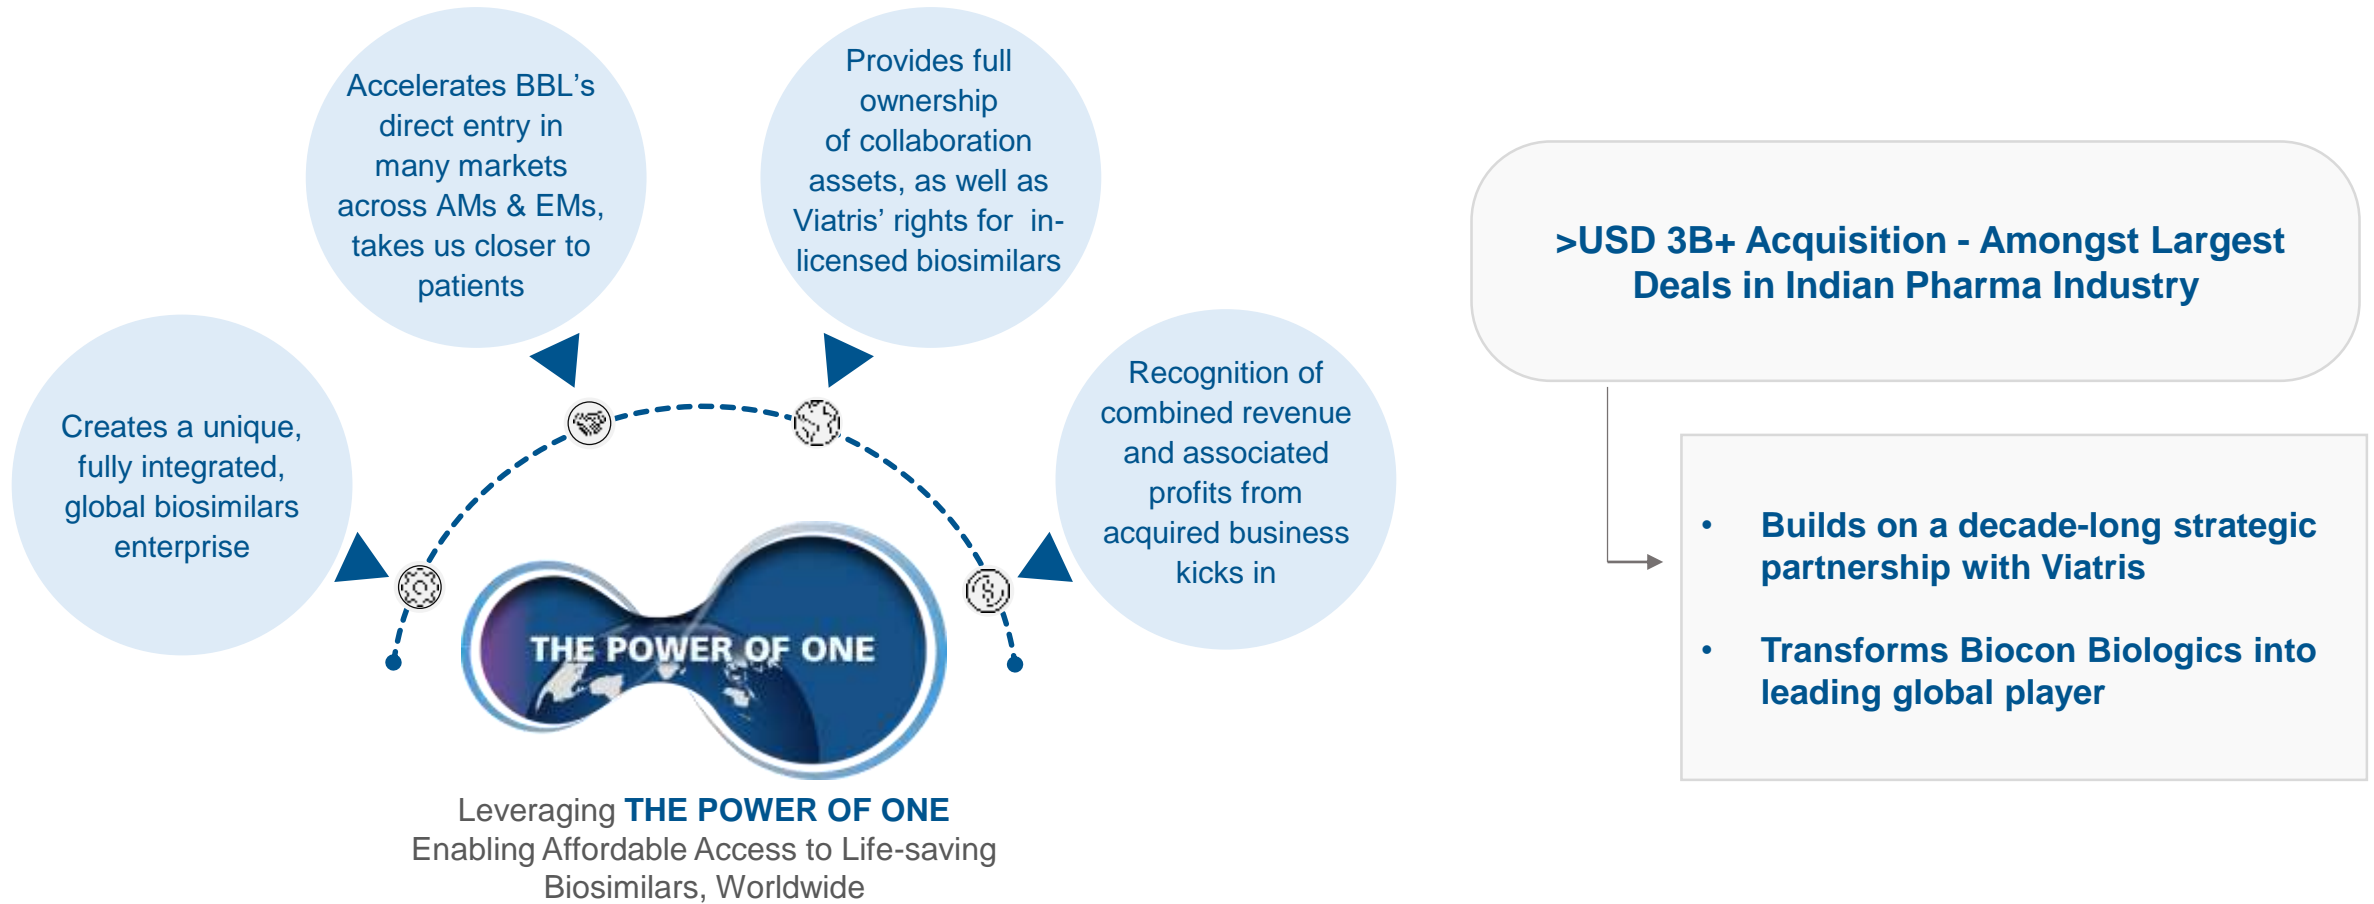 Creates a unique,
fully integrated,
global biosimilars
enterprise
Accelerates BBL’s
direct entry in
many markets
across AMs & EMs,
takes us closer to
patients
Provides full
ownership
of collaboration
assets, as well as
Viatris’ rights for in-
licensed biosimilars
Recognition of
combined revenue
and associated
profits from
acquired business
kicks in
THE POWER OF ONE
Leveraging THE POWER OF ONE
Enabling Affordable Access to Life-saving
Biosimilars, Worldwide
>USD 3B+ Acquisition - Amongst Largest
Deals in Indian Pharma Industry
• Builds on a decade-long strategic
partnership with Viatris
• Transforms Biocon Biologics into
leading global player